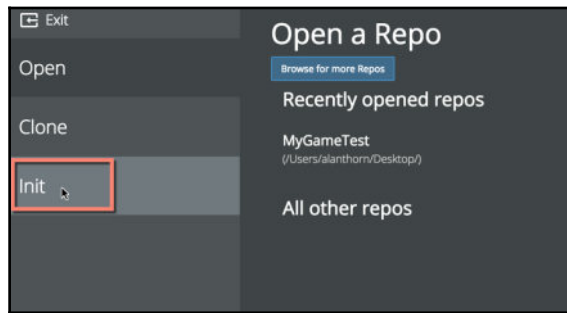 Exit
Open
Clone
Init
Open a Repo
Browse for more Repos
Recently opened repos
MyGameTest
(/Users/alanthorn/Desktop/)
All other repos